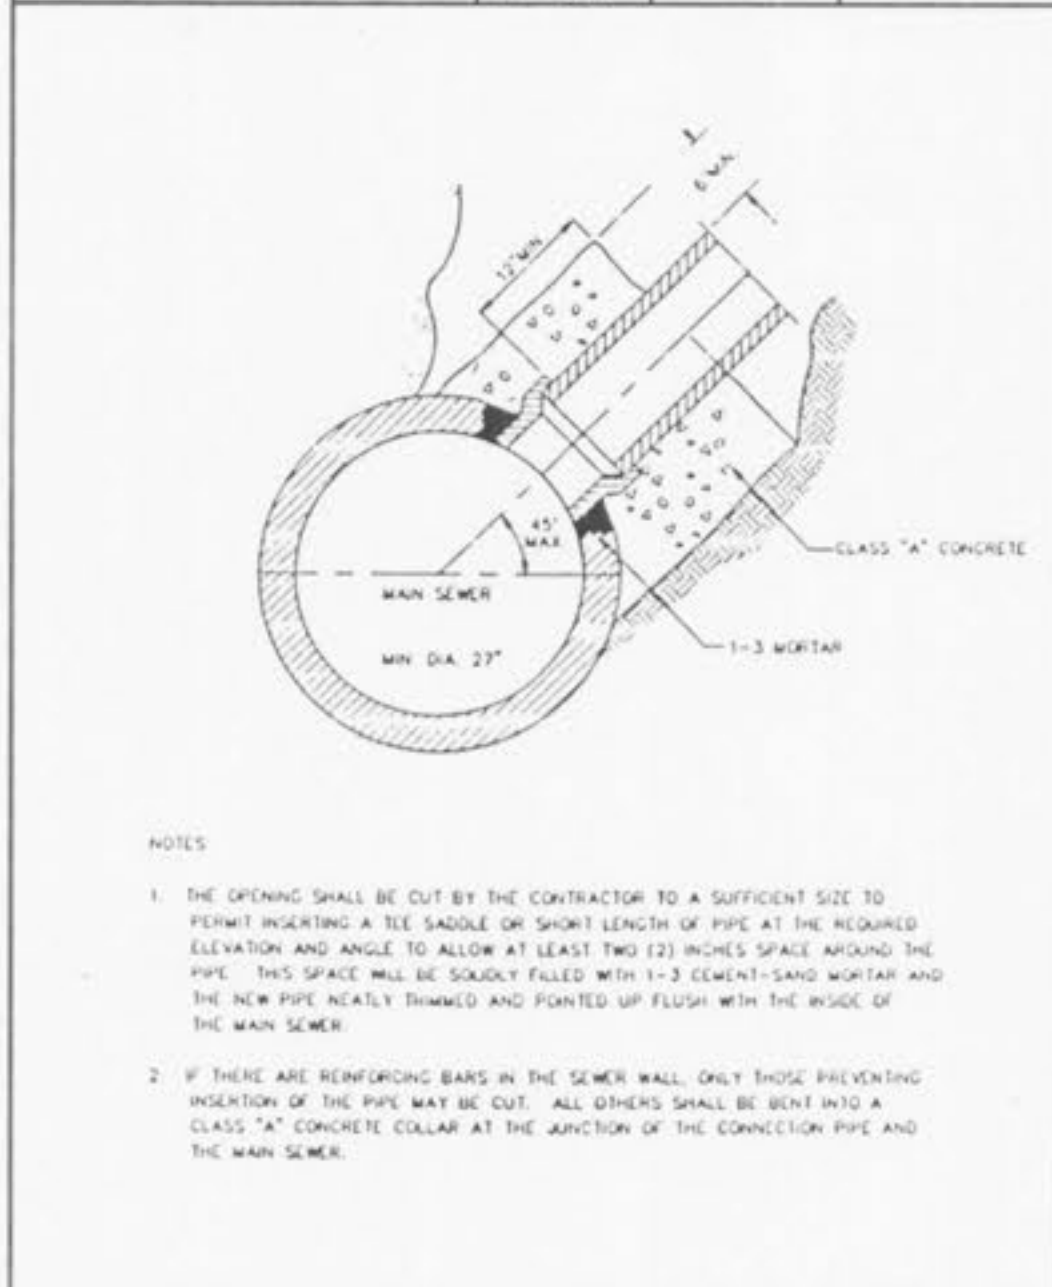 6" MIN.
12" MIN
45°
MAX
MAIN SEWER
MIN. DIA. 27"
CLASS "A" CONCRETE
1-3 MORTAR
NOTES
1. THE OPENING SHALL BE CUT BY THE CONTRACTOR TO A SUFFICIENT SIZE TO
PERMIT INSERTING A TEE SADDLE OR SHORT LENGTH OF PIPE AT THE REQUIRED
ELEVATION AND ANGLE TO ALLOW AT LEAST TWO (2) INCHES SPACE AROUND THE
PIPE. THIS SPACE WILL BE SOLIDLY FILLED WITH 1-3 CEMENT-SAND MORTAR AND
THE NEW PIPE NEATLY TRIMMED AND POINTED UP FLUSH WITH THE INSIDE OF
THE MAIN SEWER.
2. IF THERE ARE REINFORCING BARS IN THE SEWER WALL, ONLY THOSE PREVENTING
INSERTION OF THE PIPE MAY BE CUT. ALL OTHERS SHALL BE BENT INTO A
CLASS "A" CONCRETE COLLAR AT THE JUNCTION OF THE CONNECTION PIPE AND
THE MAIN SEWER.